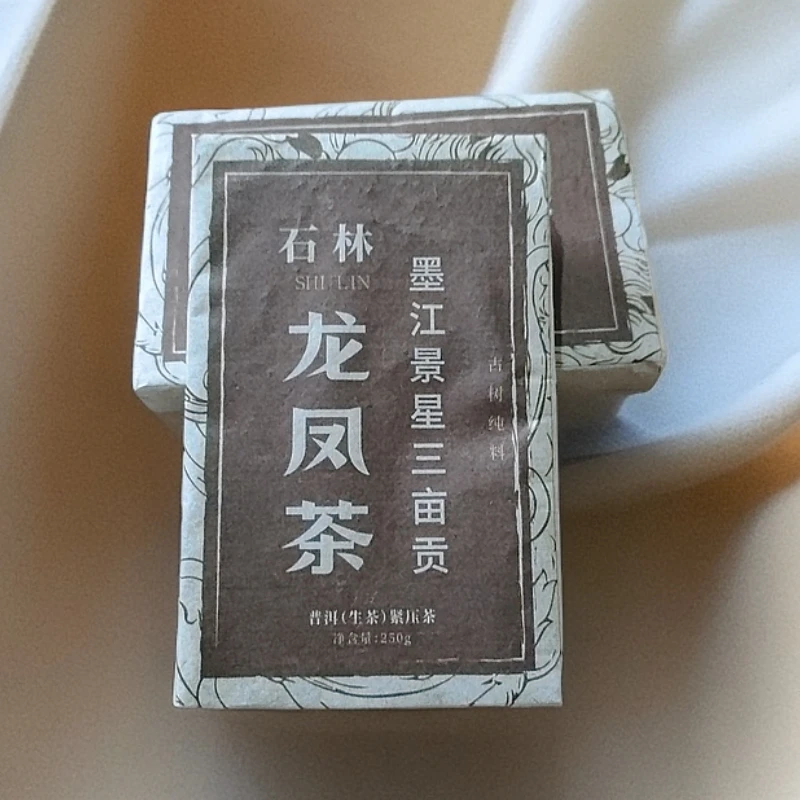 石林
SHI LIN
龙凤茶
墨江景星三亩贡
古树纯料
普洱(生茶)紧压茶
净含量:250g